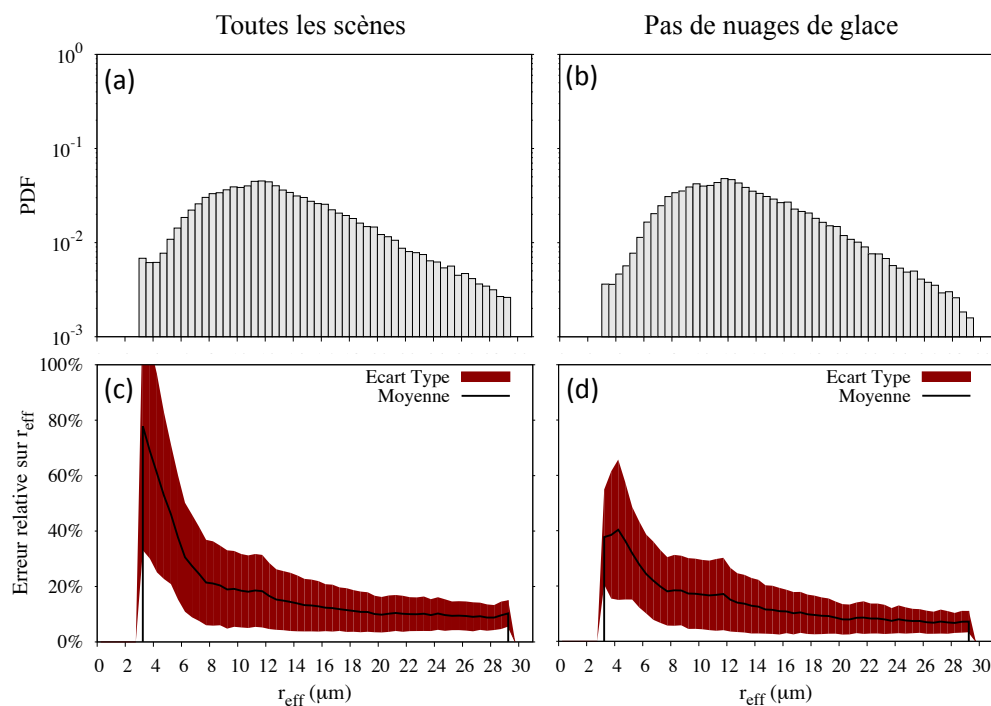 Toutes les scènes
Pas de nuages de glace
(a)
(b)
10^0
10^-1
10^-2
10^-3
PDF
(c)
(d)
Ecart Type
Moyenne
Ecart Type
Moyenne
100%
80%
60%
40%
20%
0%
Erreur relative sur r_eff
0 2 4 6 8 10 12 14 16 18 20 22 24 26 28 30
0 2 4 6 8 10 12 14 16 18 20 22 24 26 28 30
r_eff (μm)
r_eff (μm)